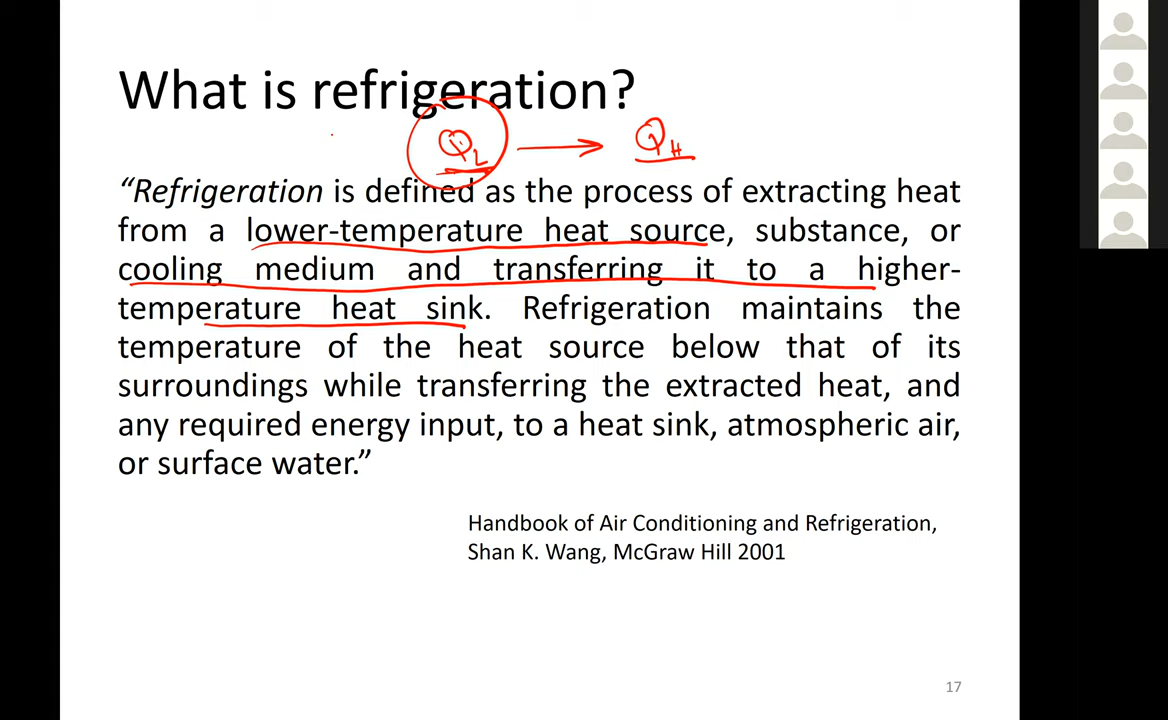 What is refrigeration?
Q_L → Q_H
“Refrigeration is defined as the process of extracting heat
from a lower-temperature heat source, substance, or
cooling medium and transferring it to a higher-
temperature heat sink. Refrigeration maintains the
temperature of the heat source below that of its
surroundings while transferring the extracted heat, and
any required energy input, to a heat sink, atmospheric air,
or surface water.”
Handbook of Air Conditioning and Refrigeration,
Shan K. Wang, McGraw Hill 2001
17